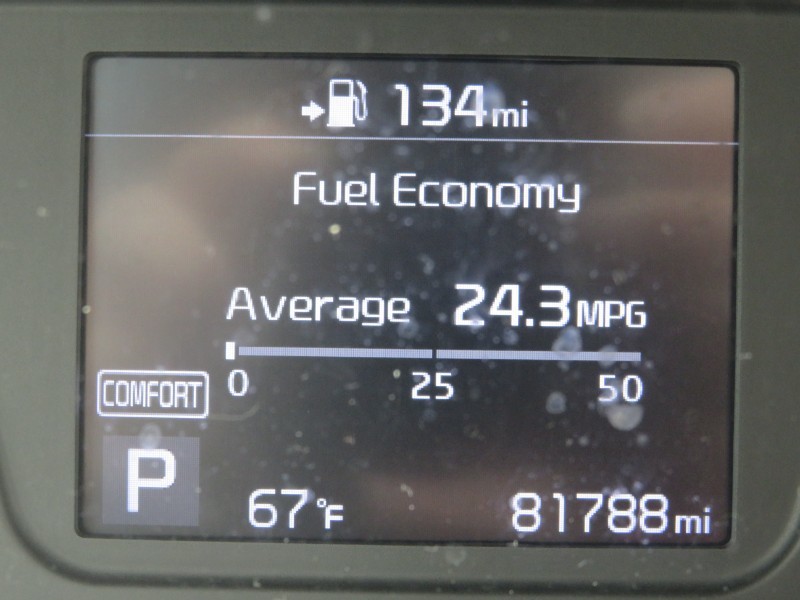 134mi
Fuel Economy
Average 24.3MPG
0 25 50
COMFORT
P 67°F 81788mi